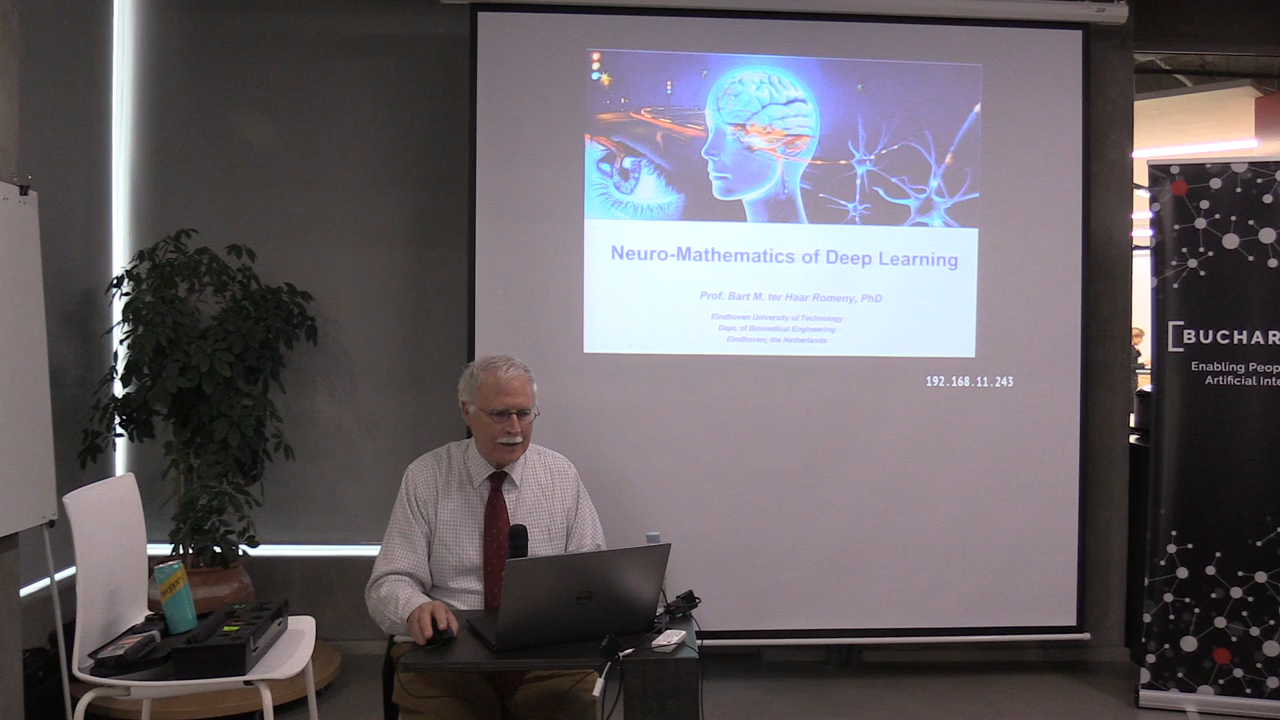 Neuro-Mathematics of Deep Learning
Prof. Bart M. ter Haar Romeny, PhD
Eindhoven University of Technology
Dept. of Biomedical Engineering
Eindhoven, the Netherlands
192.168.11.243
[BUCHAR
Enabling Peop
Artificial Inte